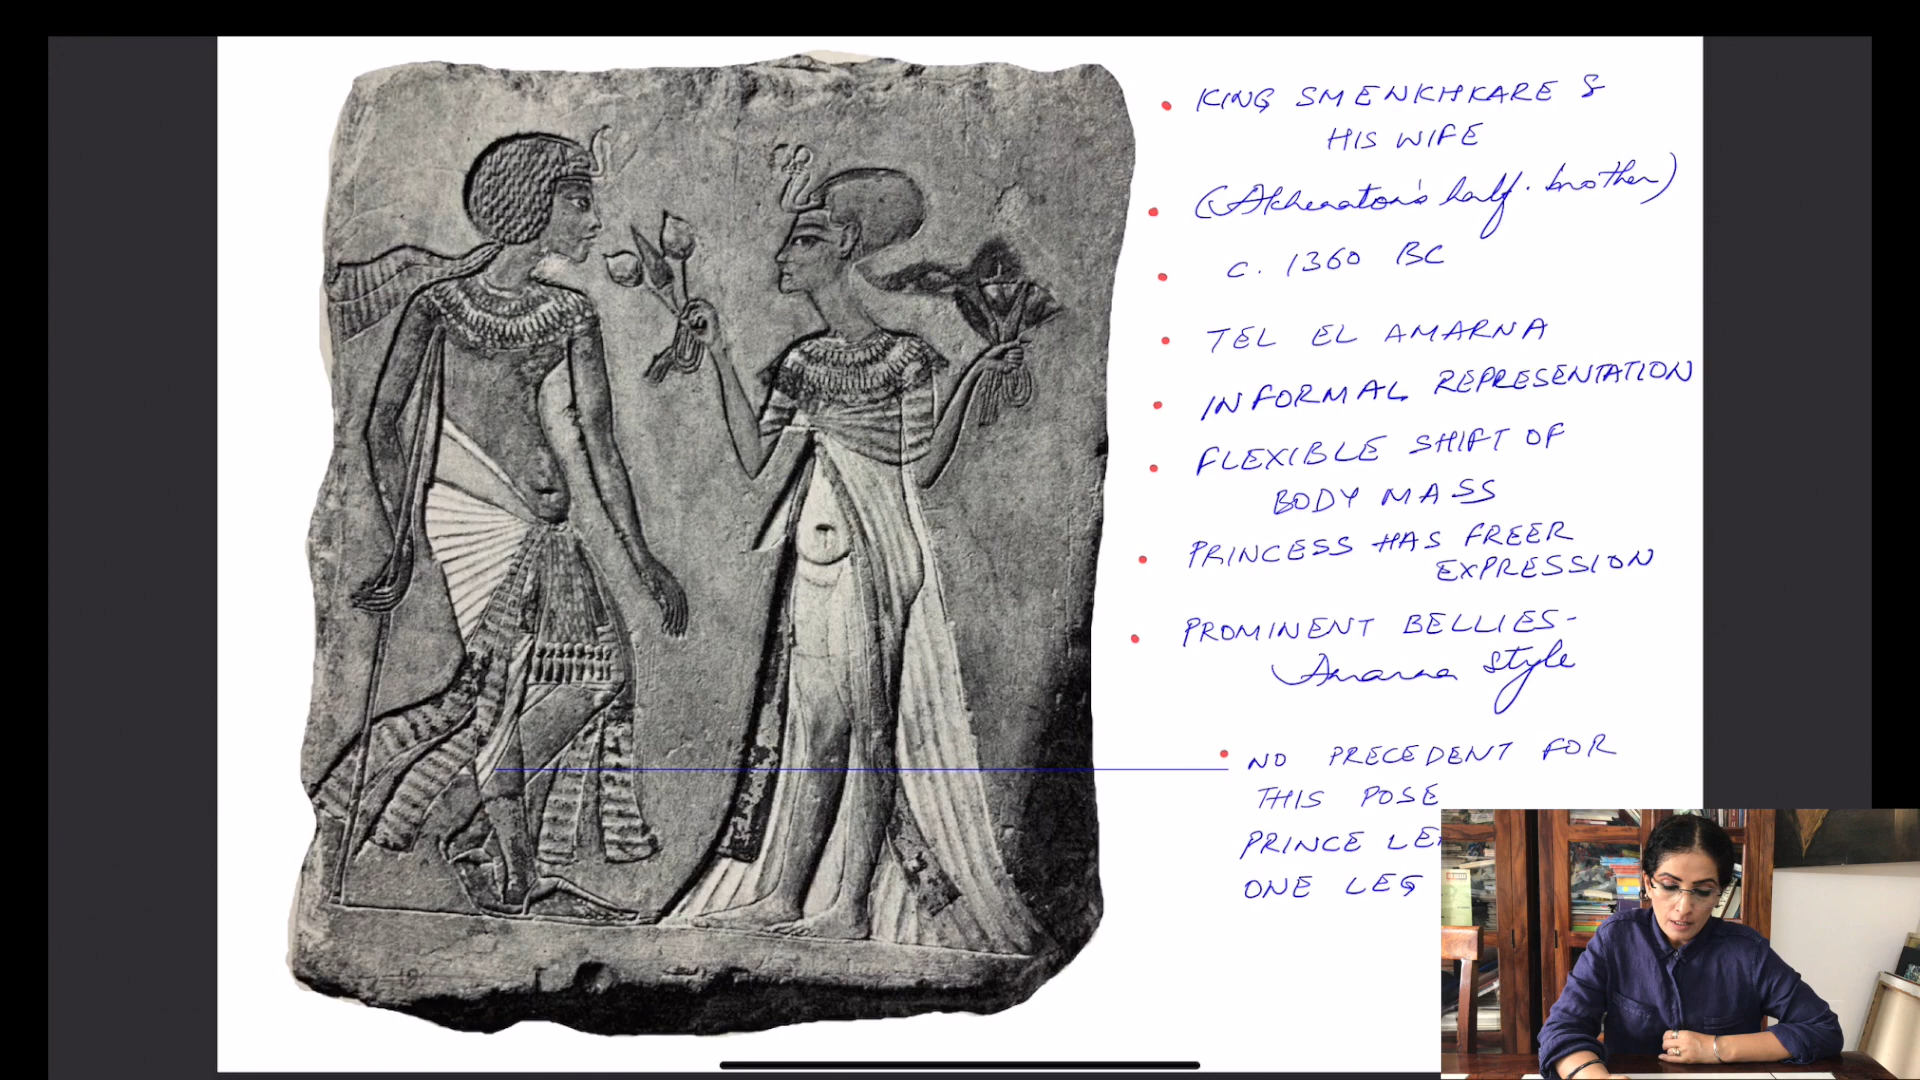 KING SMENKHKARE &
HIS WIFE
(Akhenaton's half-brother)
C. 1360 BC
TEL EL AMARNA
INFORMAL REPRESENTATION
FLEXIBLE SHIFT OF
BODY MASS
PRINCESS HAS FREER
EXPRESSION
PROMINENT BELLIES-
Amarna style
NO PRECEDENT FOR
THIS POSE
PRINCE
ONE LEG